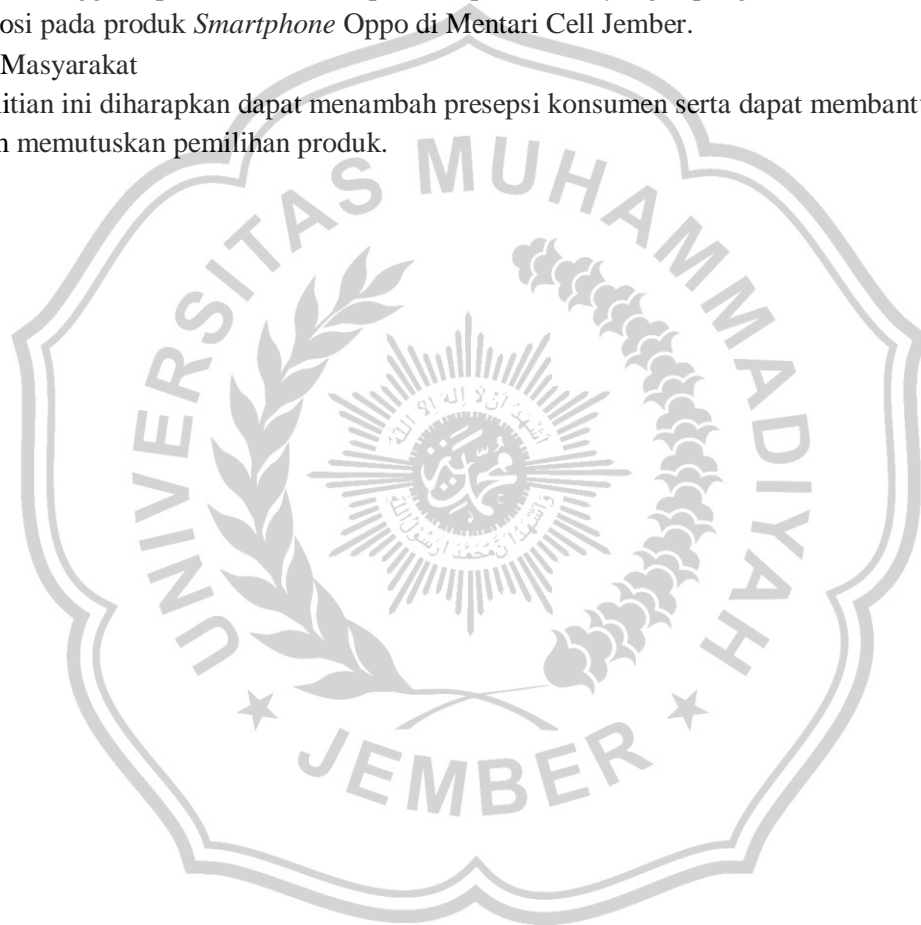 osi pada produk Smartphone Oppo di Mentari Cell Jember.
Masyarakat
litian ini diharapkan dapat menambah presepsi konsumen serta dapat membant
n memutuskan pemilihan produk.
UNIVERSITAS MUHAMMADIYAH
JEMBER